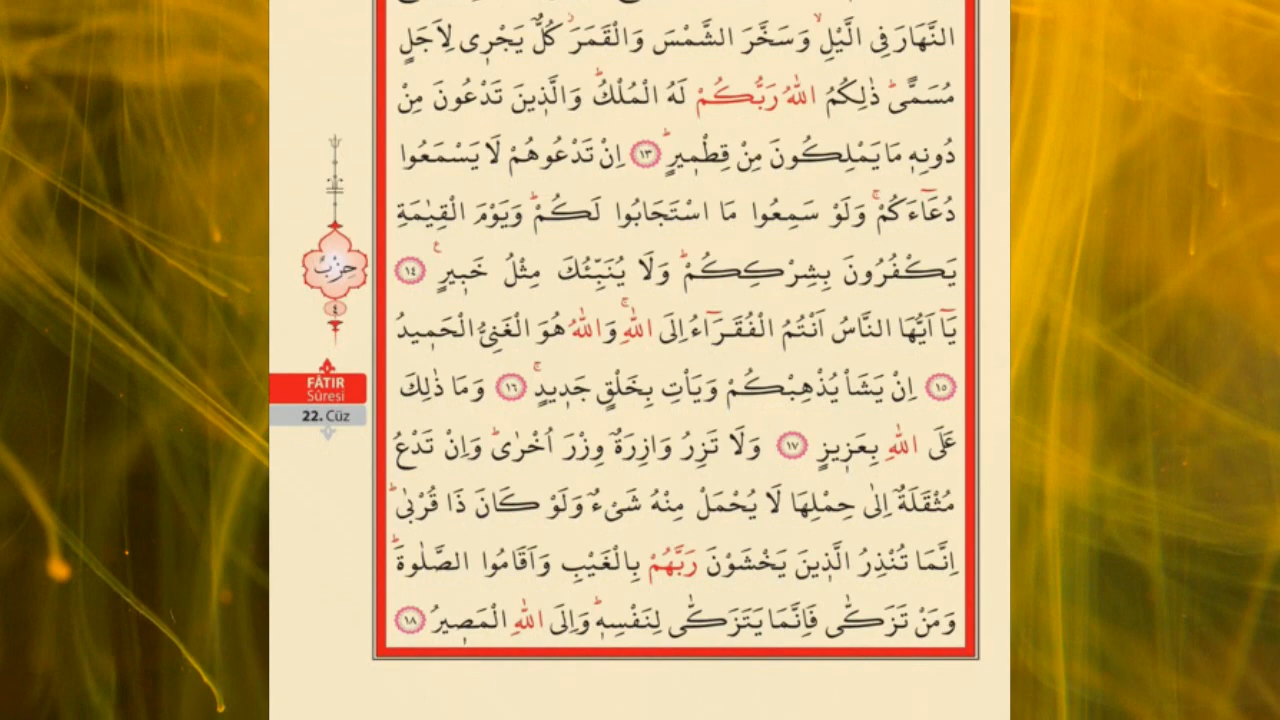 النَّهَارَ فِي الَّيْلِۙ وَسَخَّرَ الشَّمْسَ وَالْقَمَرَۘ كُلٌّ يَجْرٖى لِاَجَلٍ
مُسَمًّىۜ ذٰلِكُمُ اللّٰهُ رَبُّكُمْ لَهُ الْمُلْكُۜ وَالَّذٖينَ تَدْعُونَ مِنْ
دُونِهٖ مَا يَمْلِكُونَ مِنْ قِطْمٖيرٍۜ ﴿١٣﴾ اِنْ تَدْعُوهُمْ لَا يَسْمَعُوا
دُعَٓاءَكُمْۚ وَلَوْ سَمِعُوا مَا اسْتَجَابُوا لَكُمْۜ وَيَوْمَ الْقِيٰمَةِ
يَكْفُرُونَ بِشِرْكِكُمْۜ وَلَا يُنَبِّئُكَ مِثْلُ خَبٖيرٍࣖ ﴿١٤﴾
يَٓا اَيُّهَا النَّاسُ اَنْتُمُ الْفُقَرَٓاءُ اِلَى اللّٰهِۚ وَاللّٰهُ هُوَ الْغَنِيُّ الْحَمٖيدُ
﴿١٥﴾ اِنْ يَشَأْ يُذْهِبْكُمْ وَيَأْتِ بِخَلْقٍ جَدٖيدٍۚ ﴿١٦﴾ وَمَا ذٰلِكَ
عَلَى اللّٰهِ بِعَزٖيزٍ ﴿١٧﴾ وَلَا تَزِرُ وَازِرَةٌ وِزْرَ اُخْرٰىۜ وَاِنْ تَدْعُ
مُثْقَلَةٌ اِلٰى حِمْلِهَا لَا يُحْمَلْ مِنْهُ شَىْءٌ وَلَوْ كَانَ ذَا قُرْبٰىۜ
اِنَّمَا تُنْذِرُ الَّذٖينَ يَخْشَوْنَ رَبَّهُمْ بِالْغَيْبِ وَاَقَامُوا الصَّلٰوةَۜ
وَمَنْ تَزَكّٰى فَاِنَّمَا يَتَزَكّٰى لِنَفْسِهٖۜ وَاِلَى اللّٰهِ الْمَصٖيرُ ﴿١٨﴾
حِزْبٌ
٤
FÂTIR
Sûresi
22. Cüz